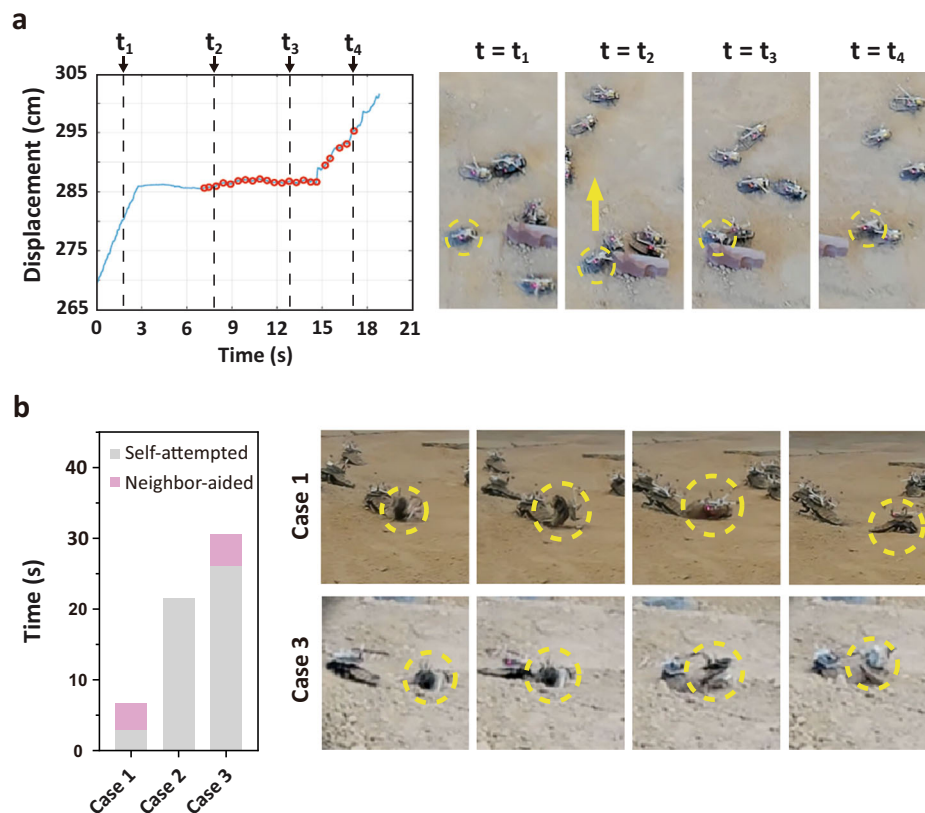 a
t1 t2 t3 t4
305
295
285
275
265
Displacement (cm)
0 3 6 9 12 15 18 21
Time (s)
t = t1 t = t2 t = t3 t = t4
b
Self-attempted
Neighbor-aided
40
30
20
10
0
Time (s)
Case 1 Case 2 Case 3
Case 1
Case 3